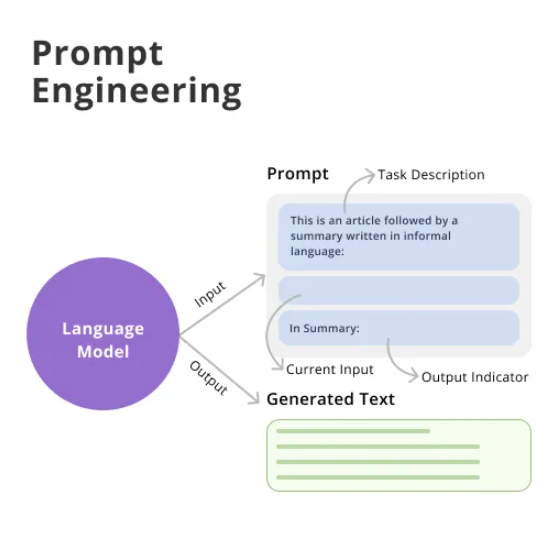 Prompt
Engineering
Prompt
Task Description
This is an article followed by a
summary written in informal
language:
Input
Language
Model
In Summary:
Output
Current Input
Output Indicator
Generated Text